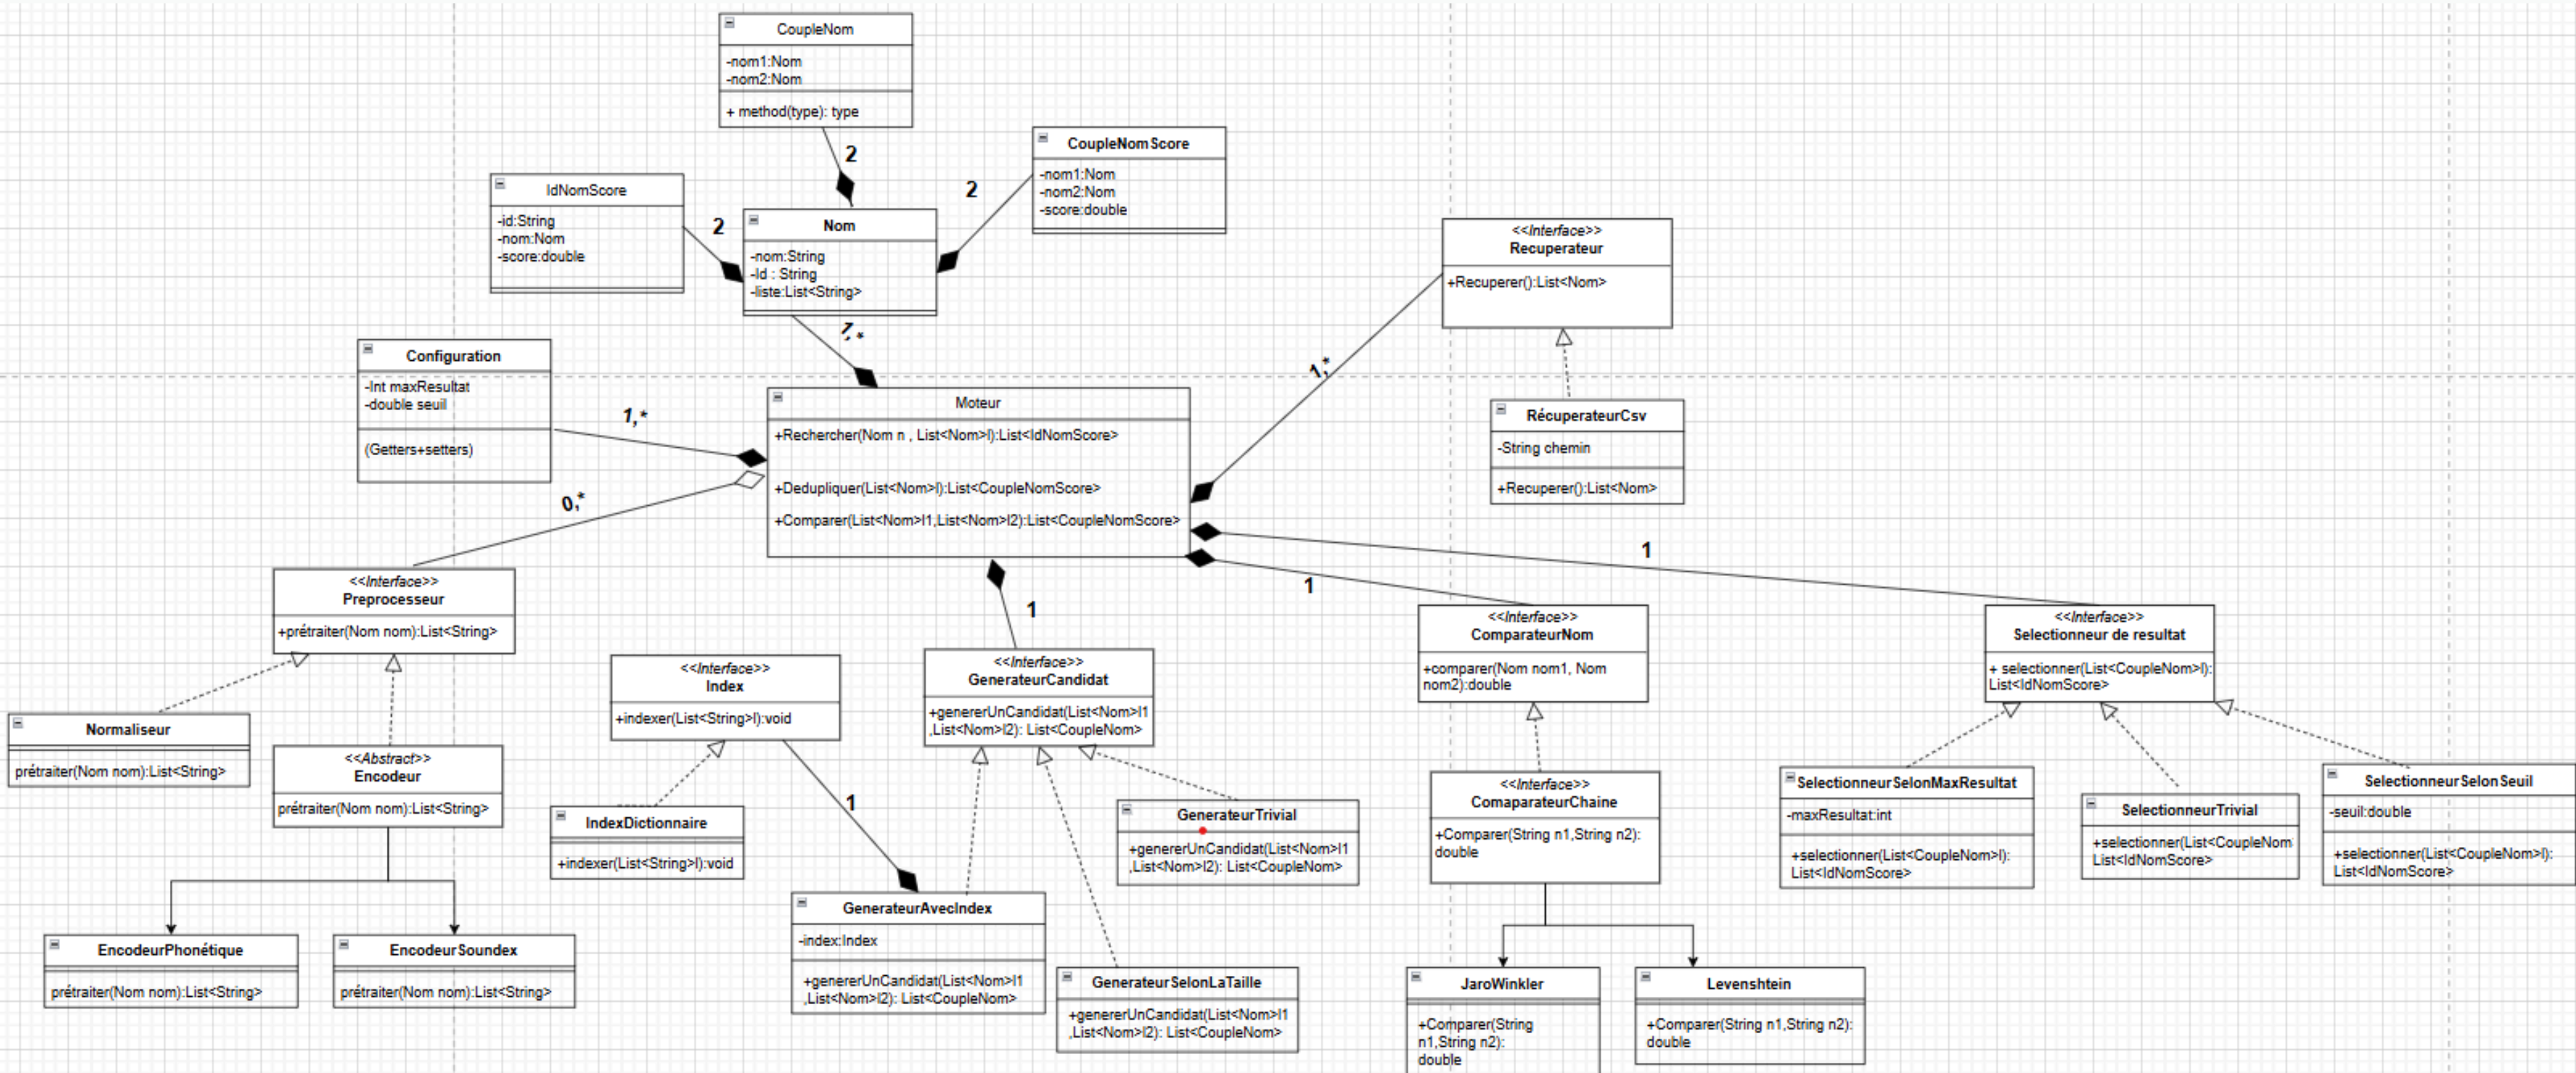 CoupleNom
-nom1:Nom
-nom2:Nom
+ method(type): type
2
CoupleNomScore
-nom1:Nom
-nom2:Nom
-score:double
2
IdNomScore
-id:String
-nom:Nom
-score:double
2
Nom
-nom:String
-Id : String
-liste:List<String>
1,*
<<Interface>>
Recuperateur
+Recuperer():List<Nom>
1,*
Configuration
-Int maxResultat
-double seuil
(Getters+setters)
1,*
Moteur
+Rechercher(Nom n , List<Nom>l):List<IdNomScore>
+Dedupliquer(List<Nom>l):List<CoupleNomScore>
+Comparer(List<Nom>l1,List<Nom>l2):List<CoupleNomScore>
RécuperateurCsv
-String chemin
+Recuperer():List<Nom>
0,*
1
1
1
<<Interface>>
Preprocesseur
+prétraiter(Nom nom):List<String>
<<Interface>>
Index
+indexer(List<String>l):void
<<Interface>>
GenerateurCandidat
+genererUnCandidat(List<Nom>l1
,List<Nom>l2): List<CoupleNom>
<<Interface>>
ComparateurNom
+comparer(Nom nom1, Nom
nom2):double
<<Interface>>
Selectionneur de resultat
+ selectionner(List<CoupleNom>l):
List<IdNomScore>
Normaliseur
prétraiter(Nom nom):List<String>
<<Abstract>>
Encodeur
prétraiter(Nom nom):List<String>
IndexDictionnaire
+indexer(List<String>l):void
1
GenerateurTrivial
+genererUnCandidat(List<Nom>l1
,List<Nom>l2): List<CoupleNom>
<<Interface>>
ComaparateurChaine
+Comparer(String n1,String n2):
double
SelectionneurSelonMaxResultat
-maxResultat:int
+selectionner(List<CoupleNom>l):
List<IdNomScore>
SelectionneurTrivial
+selectionner(List<CoupleNom
List<IdNomScore>
SelectionneurSelonSeuil
-seuil:double
+selectionner(List<CoupleNom>l):
List<IdNomScore>
EncodeurPhonétique
prétraiter(Nom nom):List<String>
EncodeurSoundex
prétraiter(Nom nom):List<String>
GenerateurAvecIndex
-index:Index
+genererUnCandidat(List<Nom>l1
,List<Nom>l2): List<CoupleNom>
GenerateurSelonLaTaille
+genererUnCandidat(List<Nom>l1
,List<Nom>l2): List<CoupleNom>
JaroWinkler
+Comparer(String
n1,String n2):
double
Levenshtein
+Comparer(String n1,String n2):
double